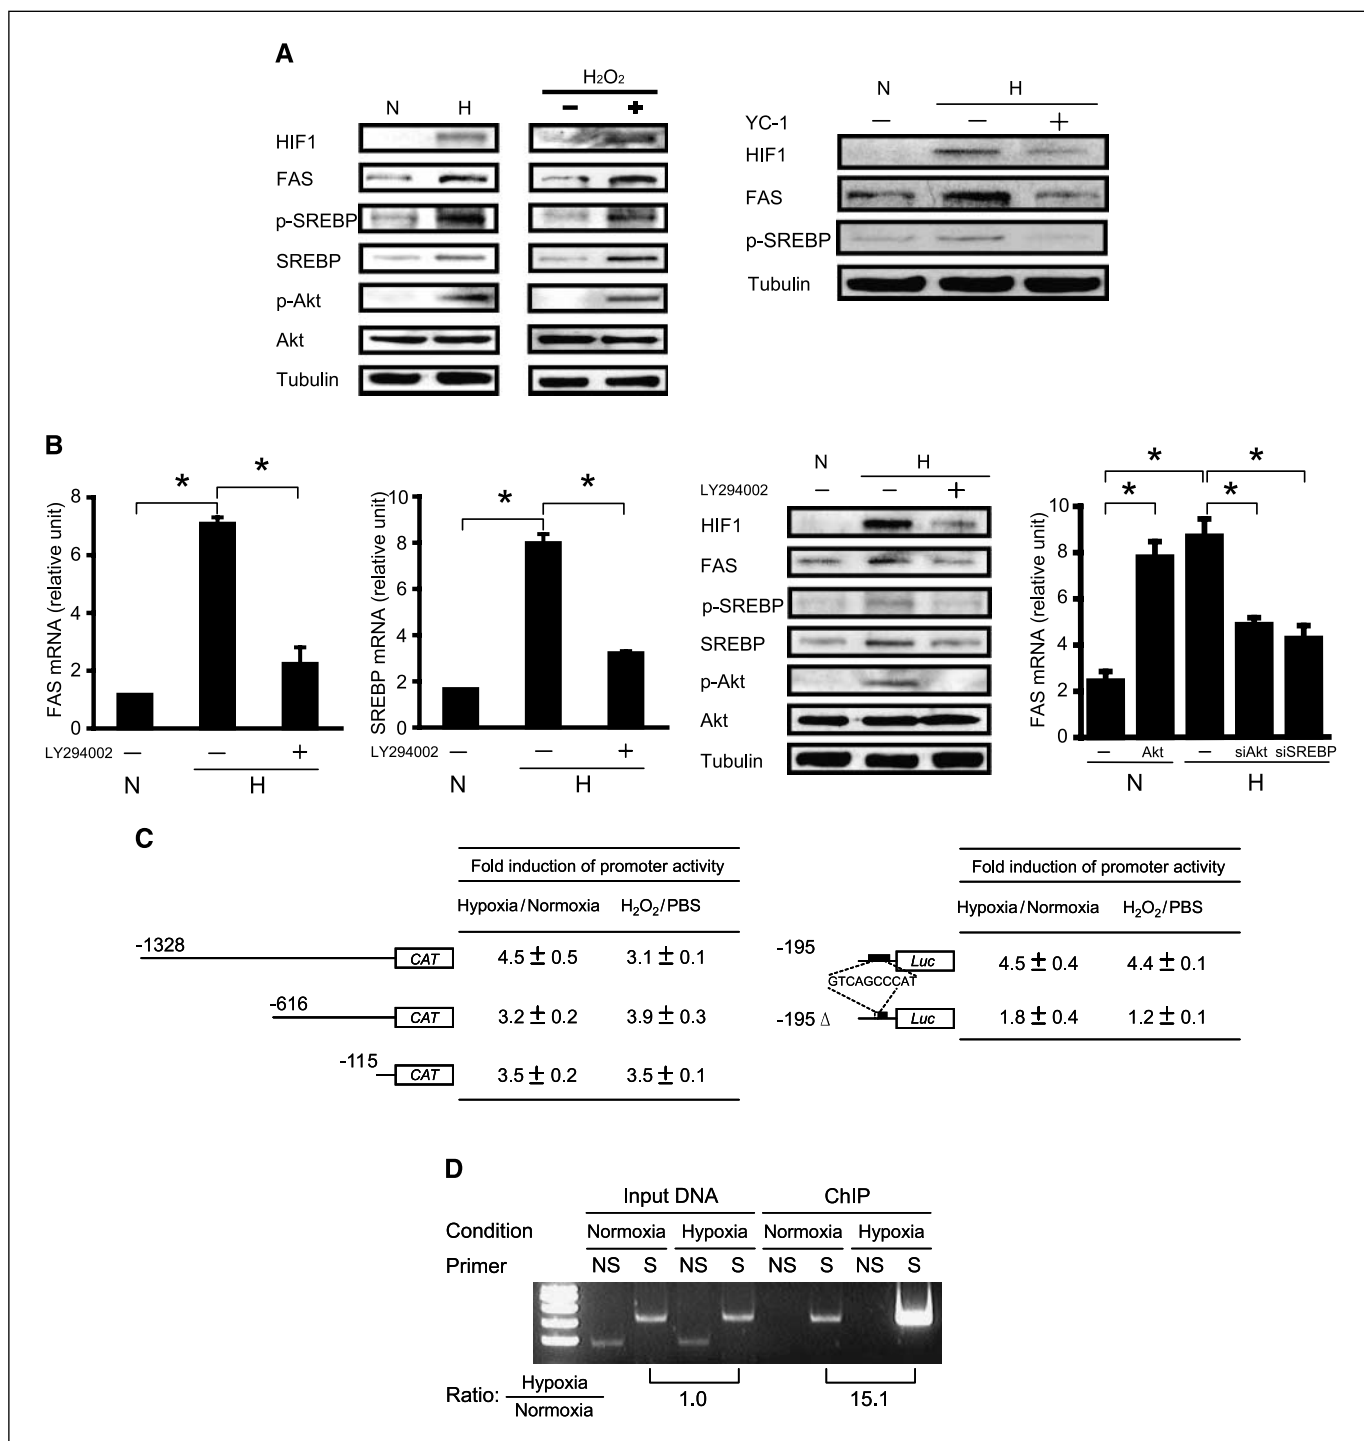 A
N H
H2O2
− +
HIF1
FAS
p-SREBP
SREBP
p-Akt
Akt
Tubulin
N H
YC-1 − − +
HIF1
FAS
p-SREBP
Tubulin
B
* *
FAS mRNA (relative unit)
8
6
4
2
0
LY294002 − − +
N H
* *
SREBP mRNA (relative unit)
10
8
6
4
2
0
LY294002 − − +
N H
N H
LY294002 − − +
HIF1
FAS
p-SREBP
SREBP
p-Akt
Akt
Tubulin
* *
* *
FAS mRNA (relative unit)
10
8
6
4
2
0
− Akt − siAkt siSREBP
N H
C
Fold induction of promoter activity
Hypoxia/Normoxia H2O2/PBS
-1328 CAT 4.5 ± 0.5 3.1 ± 0.1
-616 CAT 3.2 ± 0.2 3.9 ± 0.3
-115 CAT 3.5 ± 0.2 3.5 ± 0.1
Fold induction of promoter activity
Hypoxia/Normoxia H2O2/PBS
-195 Luc 4.5 ± 0.4 4.4 ± 0.1
GTCAGCCCAT
-195 Δ Luc 1.8 ± 0.4 1.2 ± 0.1
D
Input DNA ChIP
Condition Normoxia Hypoxia Normoxia Hypoxia
Primer NS S NS S NS S NS S
Ratio: Hypoxia
Normoxia
1.0 15.1